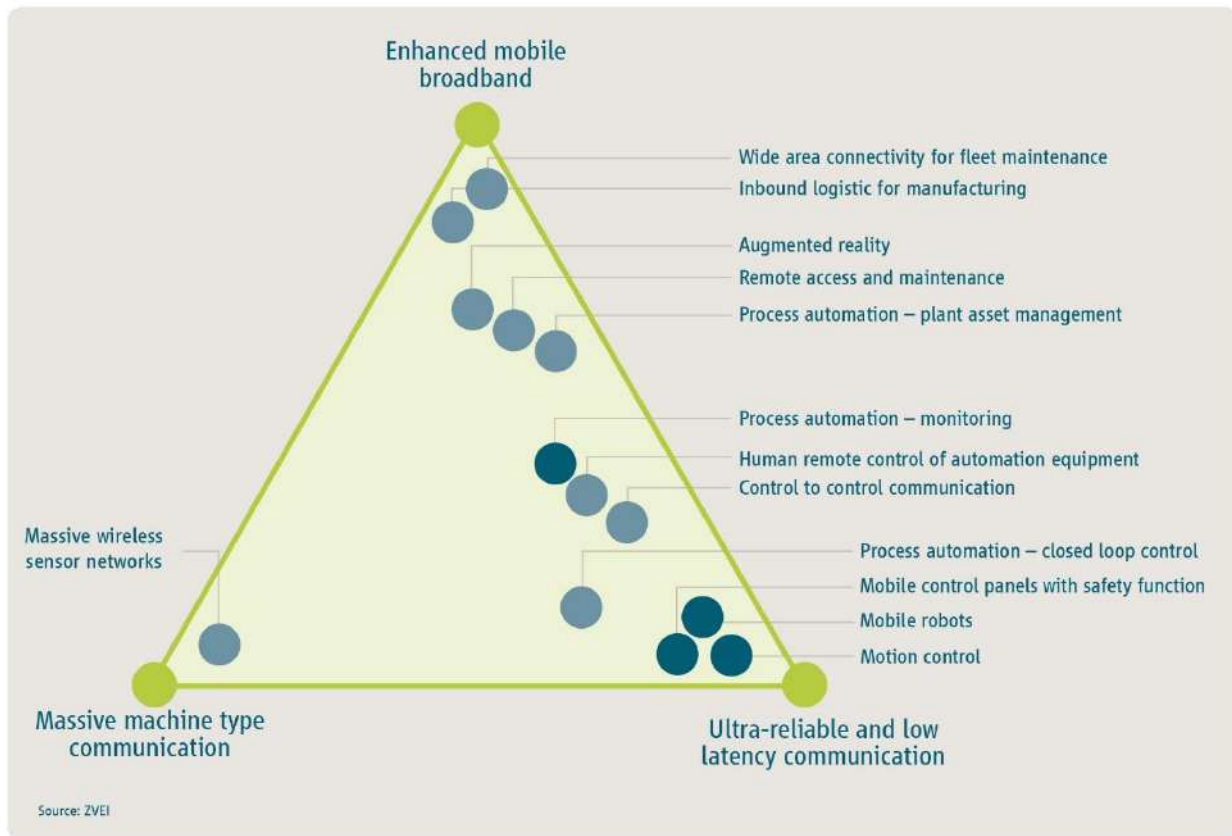 Enhanced mobile
broadband
Wide area connectivity for fleet maintenance
Inbound logistic for manufacturing
Augmented reality
Remote access and maintenance
Process automation – plant asset management
Process automation – monitoring
Human remote control of automation equipment
Control to control communication
Massive wireless
sensor networks
Process automation – closed loop control
Mobile control panels with safety function
Mobile robots
Motion control
Massive machine type
communication
Ultra-reliable and low
latency communication
Source: ZVEI